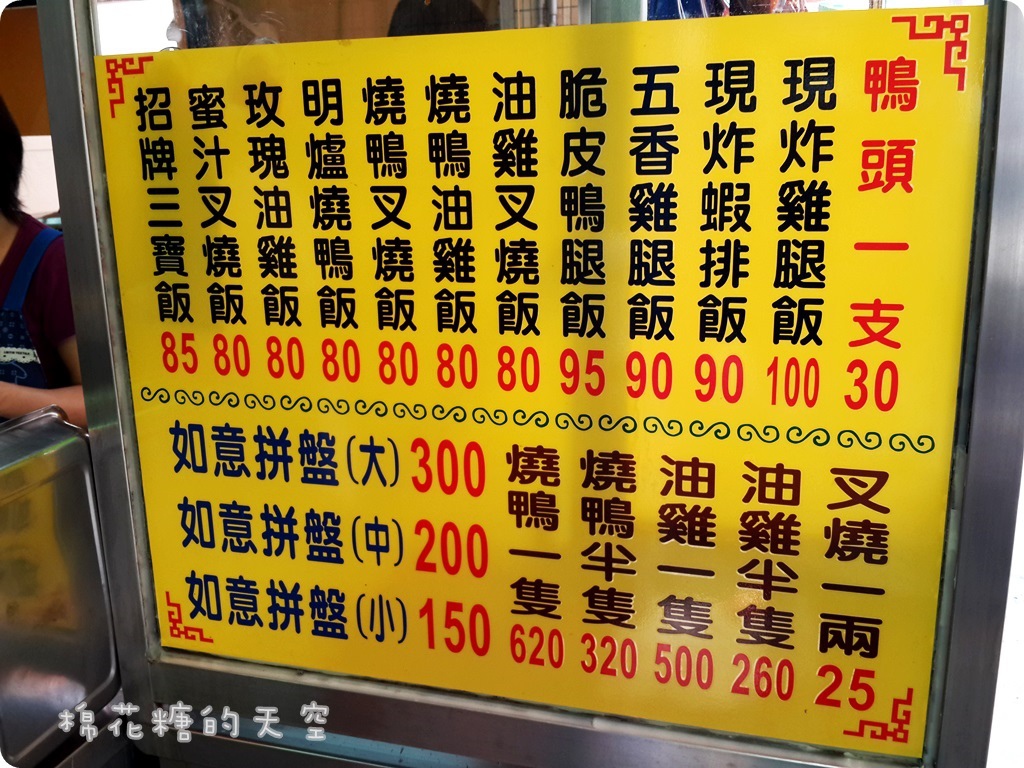 鴨頭一支 30
現炸雞腿飯 100
現炸蝦排飯 90
五香雞腿飯 90
脆皮鴨腿飯 95
油雞叉燒飯 80
燒鴨油雞飯 80
燒鴨叉燒飯 80
明爐燒鴨飯 80
玫瑰油雞飯 80
蜜汁叉燒飯 80
招牌三寶飯 85
如意拼盤(大) 300
如意拼盤(中) 200
如意拼盤(小) 150
燒鴨一隻 620
燒鴨半隻 320
油雞一隻 500
油雞半隻 260
叉燒一兩 25
棉花糖的天空